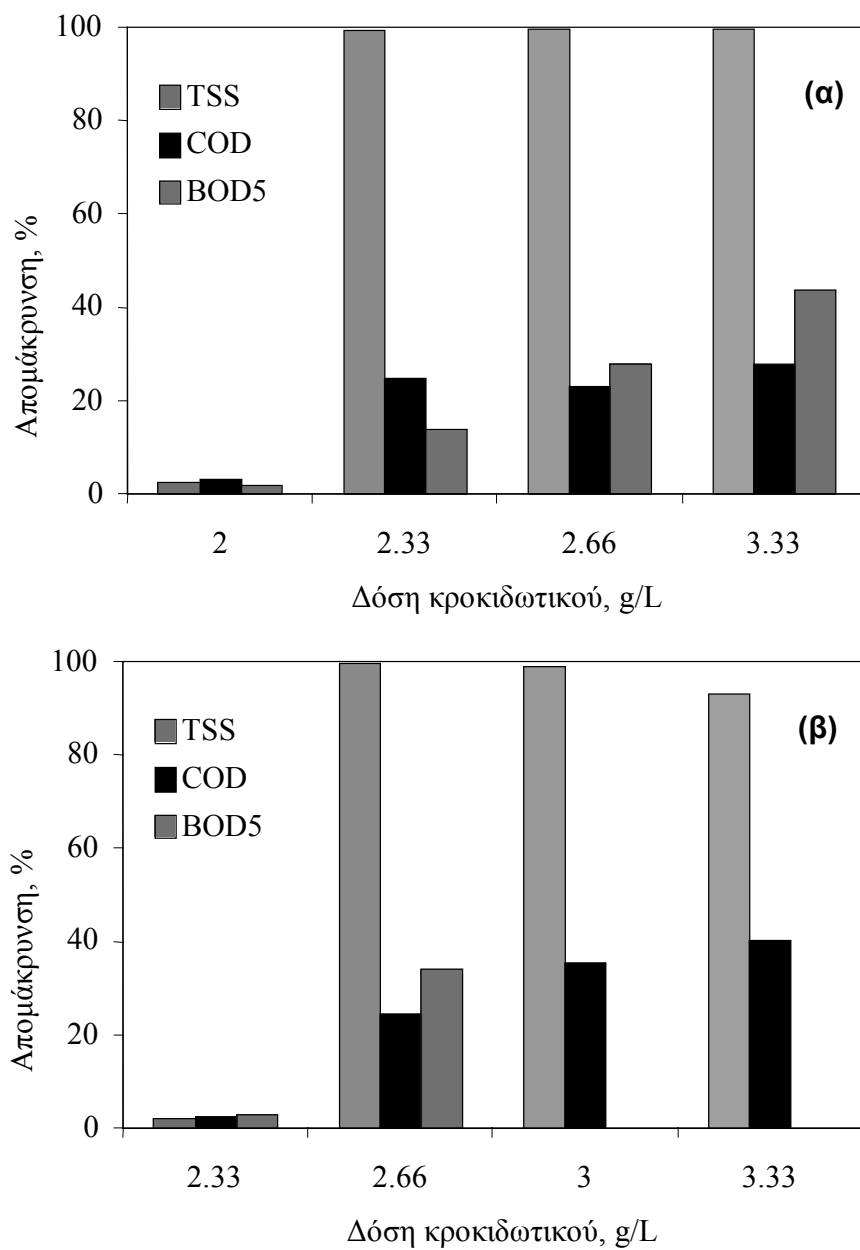 100
80
60
40
20
0
Απομάκρυνση, %
TSS
COD
BOD5
(α)
2 2.33 2.66 3.33
Δόση κροκιδωτικού, g/L
100
80
60
40
20
0
Απομάκρυνση, %
TSS
COD
BOD5
(β)
2.33 2.66 3 3.33
Δόση κροκιδωτικού, g/L